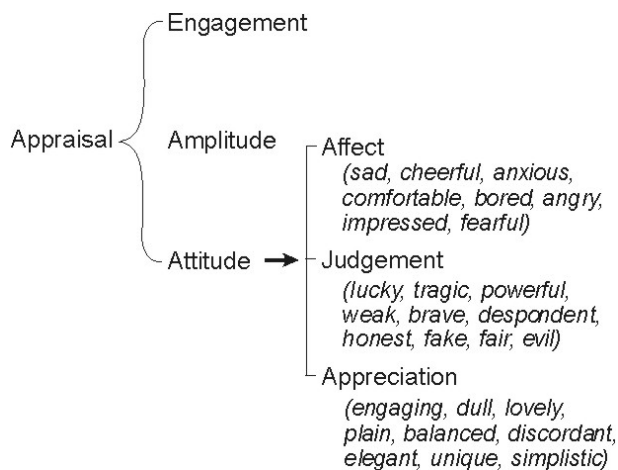 Engagement
Appraisal
Amplitude
Affect
(sad, cheerful, anxious,
comfortable, bored, angry,
impressed, fearful)
Attitude
Judgement
(lucky, tragic, powerful,
weak, brave, despondent,
honest, fake, fair, evil)
Appreciation
(engaging, dull, lovely,
plain, balanced, discordant,
elegant, unique, simplistic)